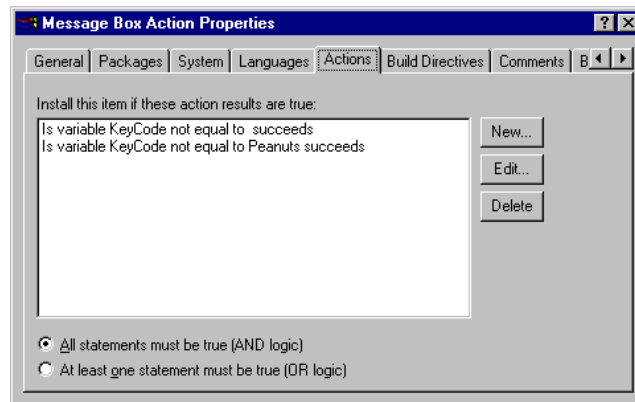 Message Box Action Properties
General Packages System Languages Actions Build Directives Comments B
Install this item if these action results are true:
Is variable KeyCode not equal to  succeeds
Is variable KeyCode not equal to Peanuts succeeds
New...
Edit...
Delete
All statements must be true (AND logic)
At least one statement must be true (OR logic)